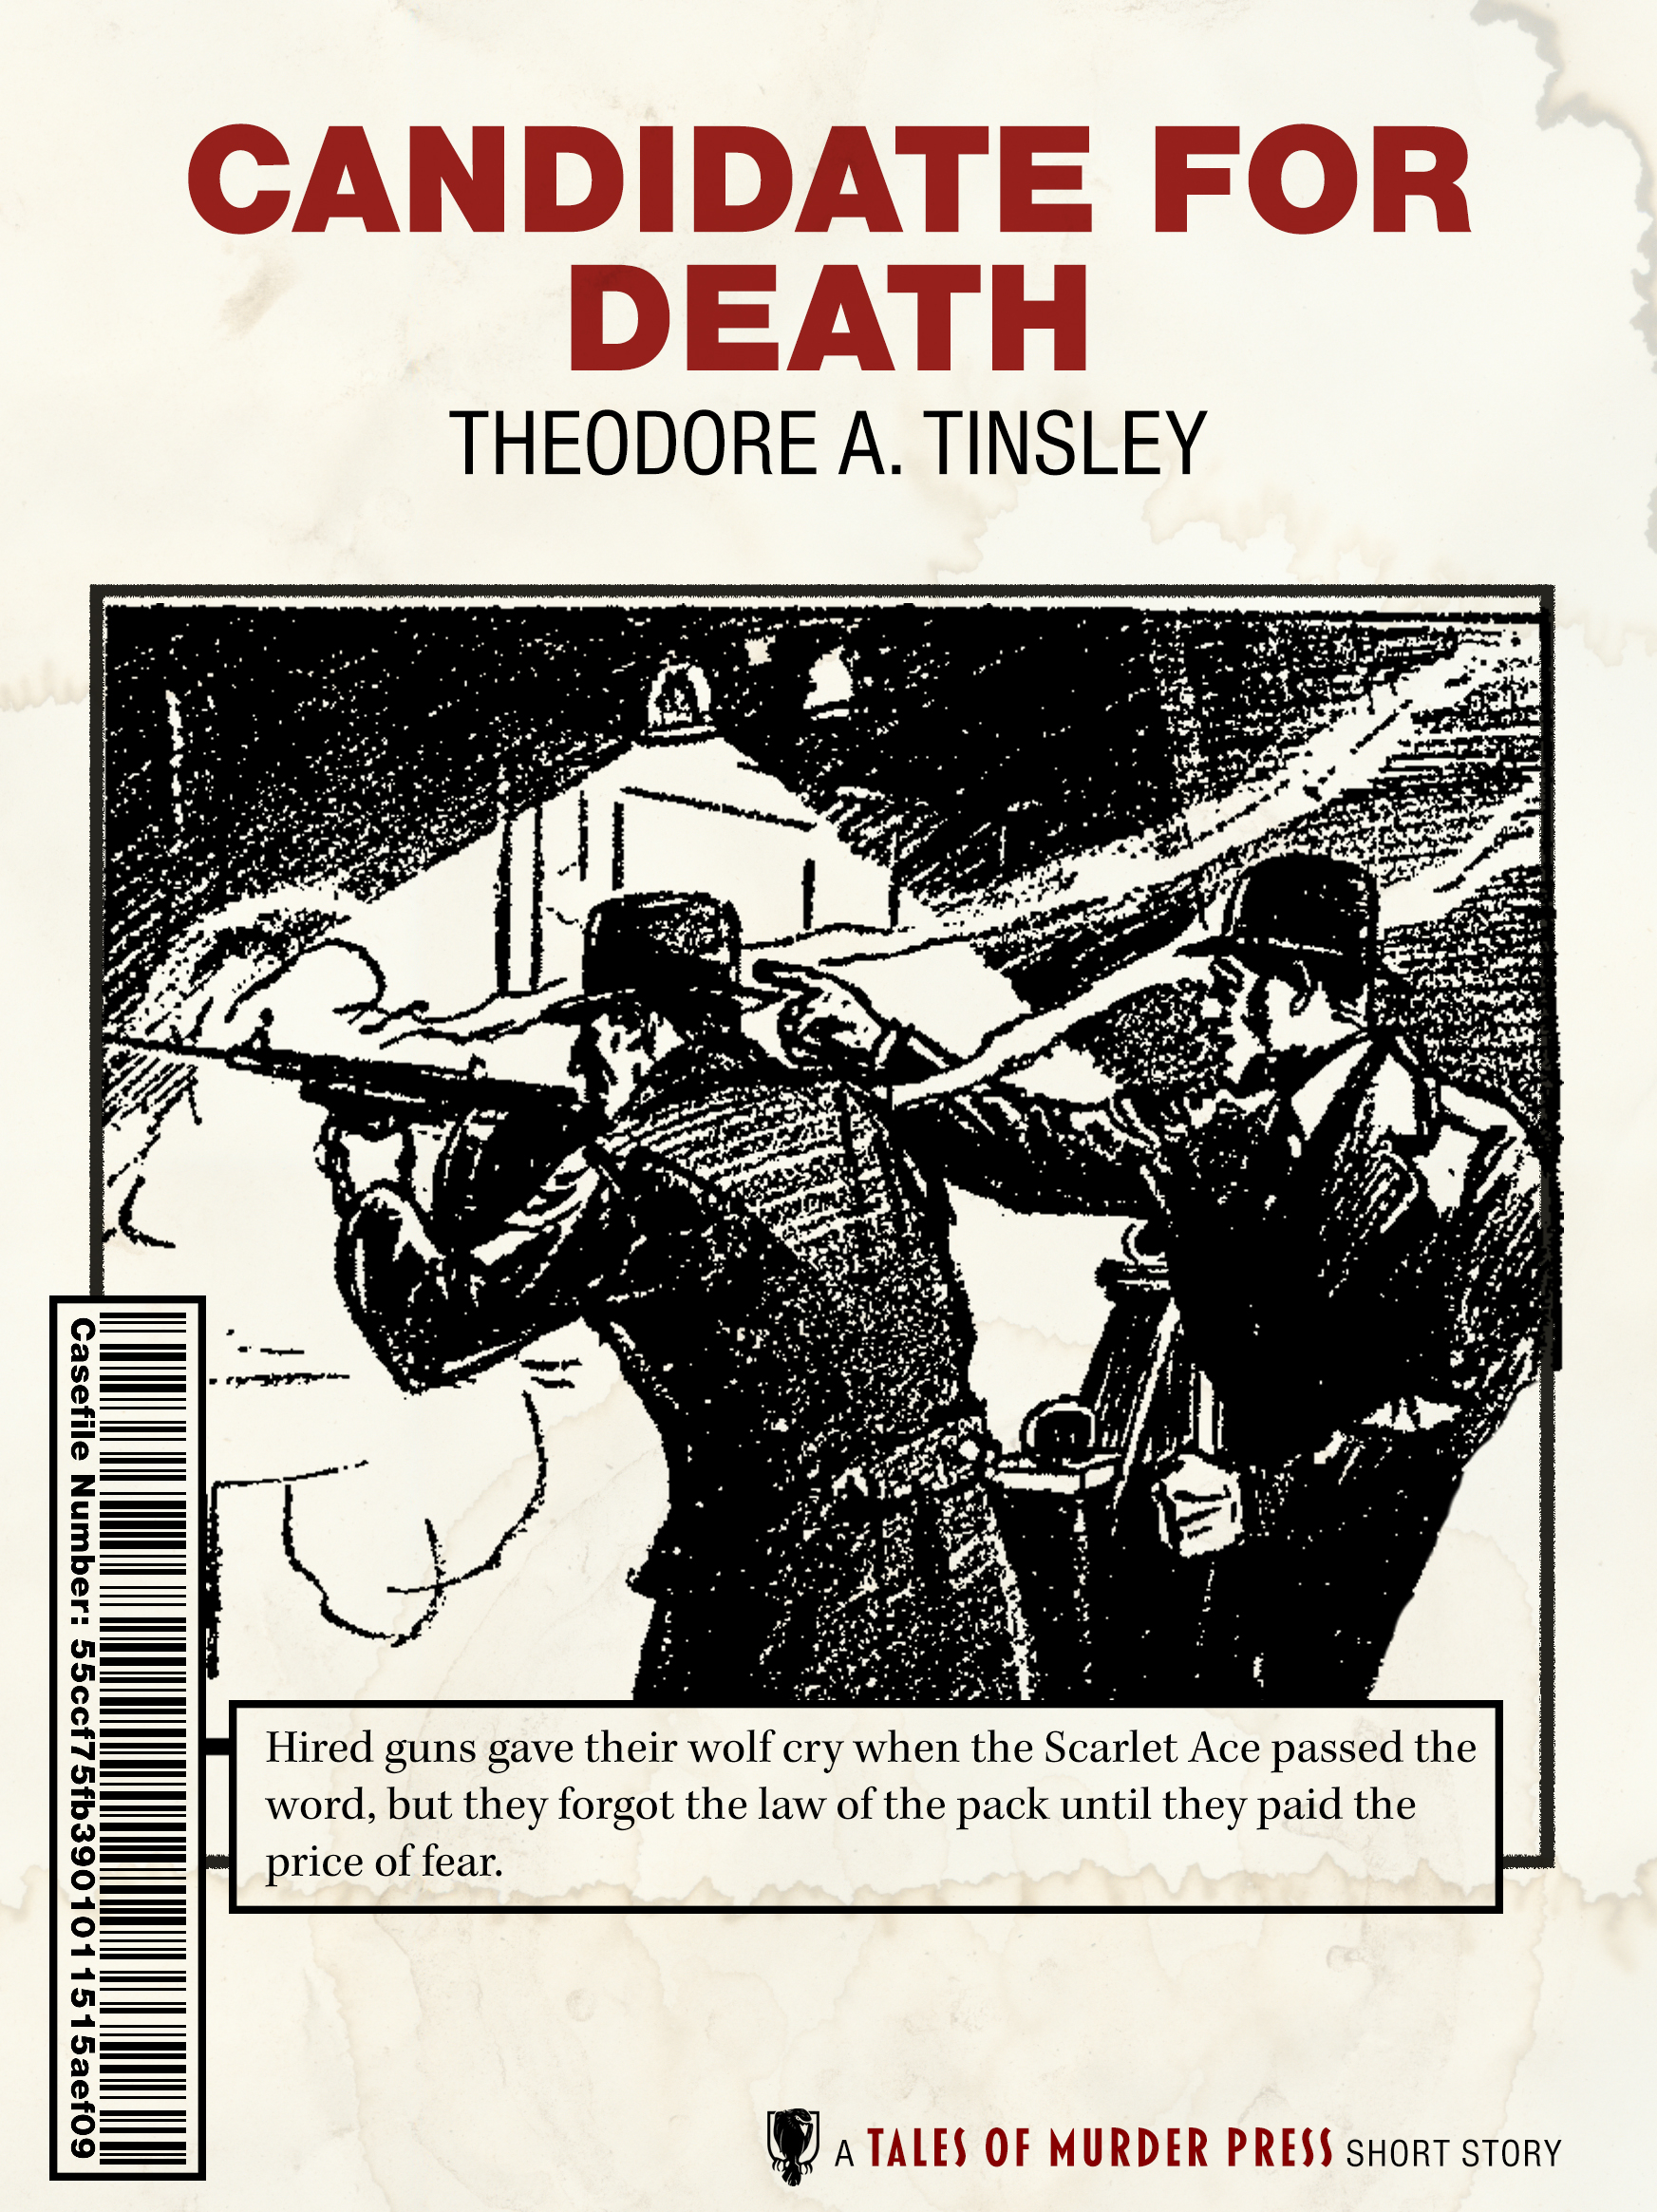 CANDIDATE FOR
DEATH
THEODORE A. TINSLEY
Casefile Number: 55ccf75fb3901011515aef09
Hired guns gave their wolf cry when the Scarlet Ace passed the
word, but they forgot the law of the pack until they paid the
price of fear.
A TALES OF MURDER PRESS SHORT STORY